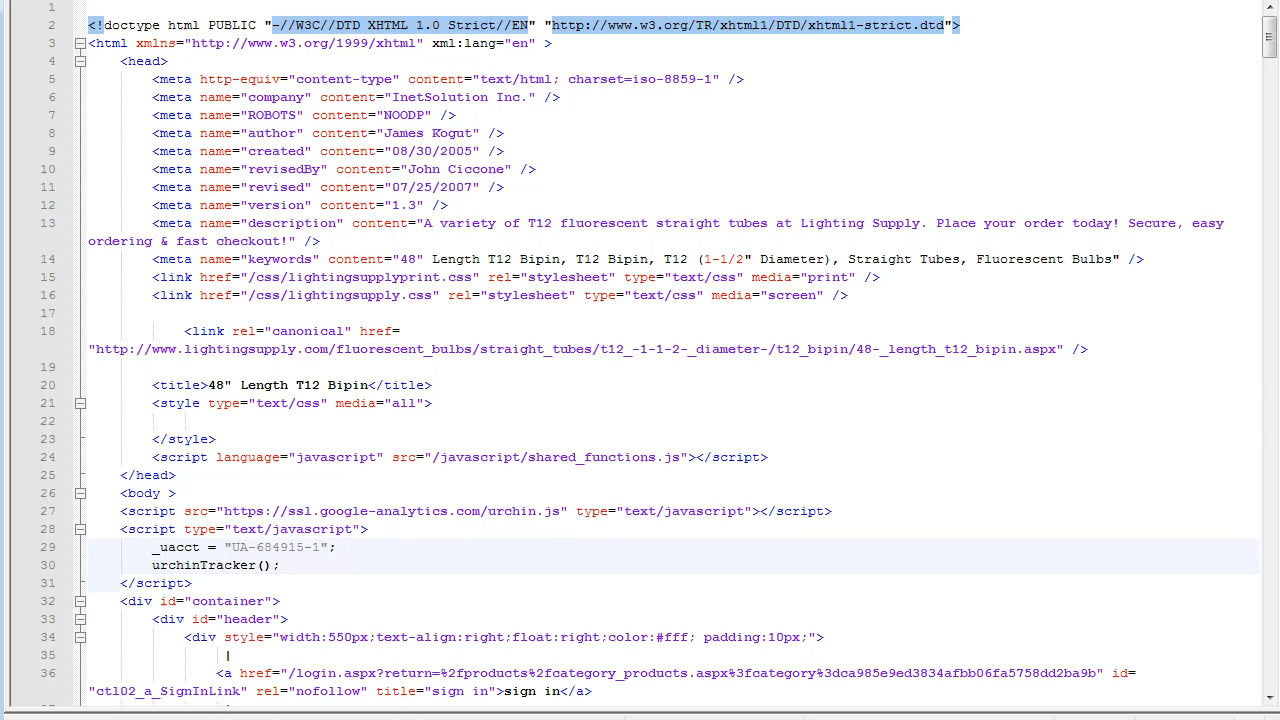 1
2 <!doctype html PUBLIC "-//W3C//DTD XHTML 1.0 Strict//EN" "http://www.w3.org/TR/xhtml1/DTD/xhtml1-strict.dtd">
3 <html xmlns="http://www.w3.org/1999/xhtml" xml:lang="en" >
4 <head>
5 <meta http-equiv="content-type" content="text/html; charset=iso-8859-1" />
6 <meta name="company" content="InetSolution Inc." />
7 <meta name="ROBOTS" content="NOODP" />
8 <meta name="author" content="James Kogut" />
9 <meta name="created" content="08/30/2005" />
10 <meta name="revisedBy" content="John Ciccone" />
11 <meta name="revised" content="07/25/2007" />
12 <meta name="version" content="1.3" />
13 <meta name="description" content="A variety of T12 fluorescent straight tubes at Lighting Supply. Place your order today! Secure, easy
ordering & fast checkout!" />
14 <meta name="keywords" content="48" Length T12 Bipin, T12 Bipin, T12 (1-1/2" Diameter), Straight Tubes, Fluorescent Bulbs" />
15 <link href="/css/lightingsupplyprint.css" rel="stylesheet" type="text/css" media="print" />
16 <link href="/css/lightingsupply.css" rel="stylesheet" type="text/css" media="screen" />
17
18 <link rel="canonical" href=
"http://www.lightingsupply.com/fluorescent_bulbs/straight_tubes/t12_-1-1-2-_diameter-/t12_bipin/48-_length_t12_bipin.aspx" />
19
20 <title>48" Length T12 Bipin</title>
21 <style type="text/css" media="all">
22
23 </style>
24 <script language="javascript" src="/javascript/shared_functions.js"></script>
25 </head>
26 <body >
27 <script src="https://ssl.google-analytics.com/urchin.js" type="text/javascript"></script>
28 <script type="text/javascript">
29 _uacct = "UA-684915-1";
30 urchinTracker();
31 </script>
32 <div id="container">
33 <div id="header">
34 <div style="width:550px;text-align:right;float:right;color:#fff; padding:10px;">
35 |
36 <a href="/login.aspx?return=%2fproducts%2fcategory_products.aspx%3fcategory%3dca985e9ed3834afbb06fa5758dd2ba9b" id=
"ctl02_a_SignInLink" rel="nofollow" title="sign in">sign in</a>